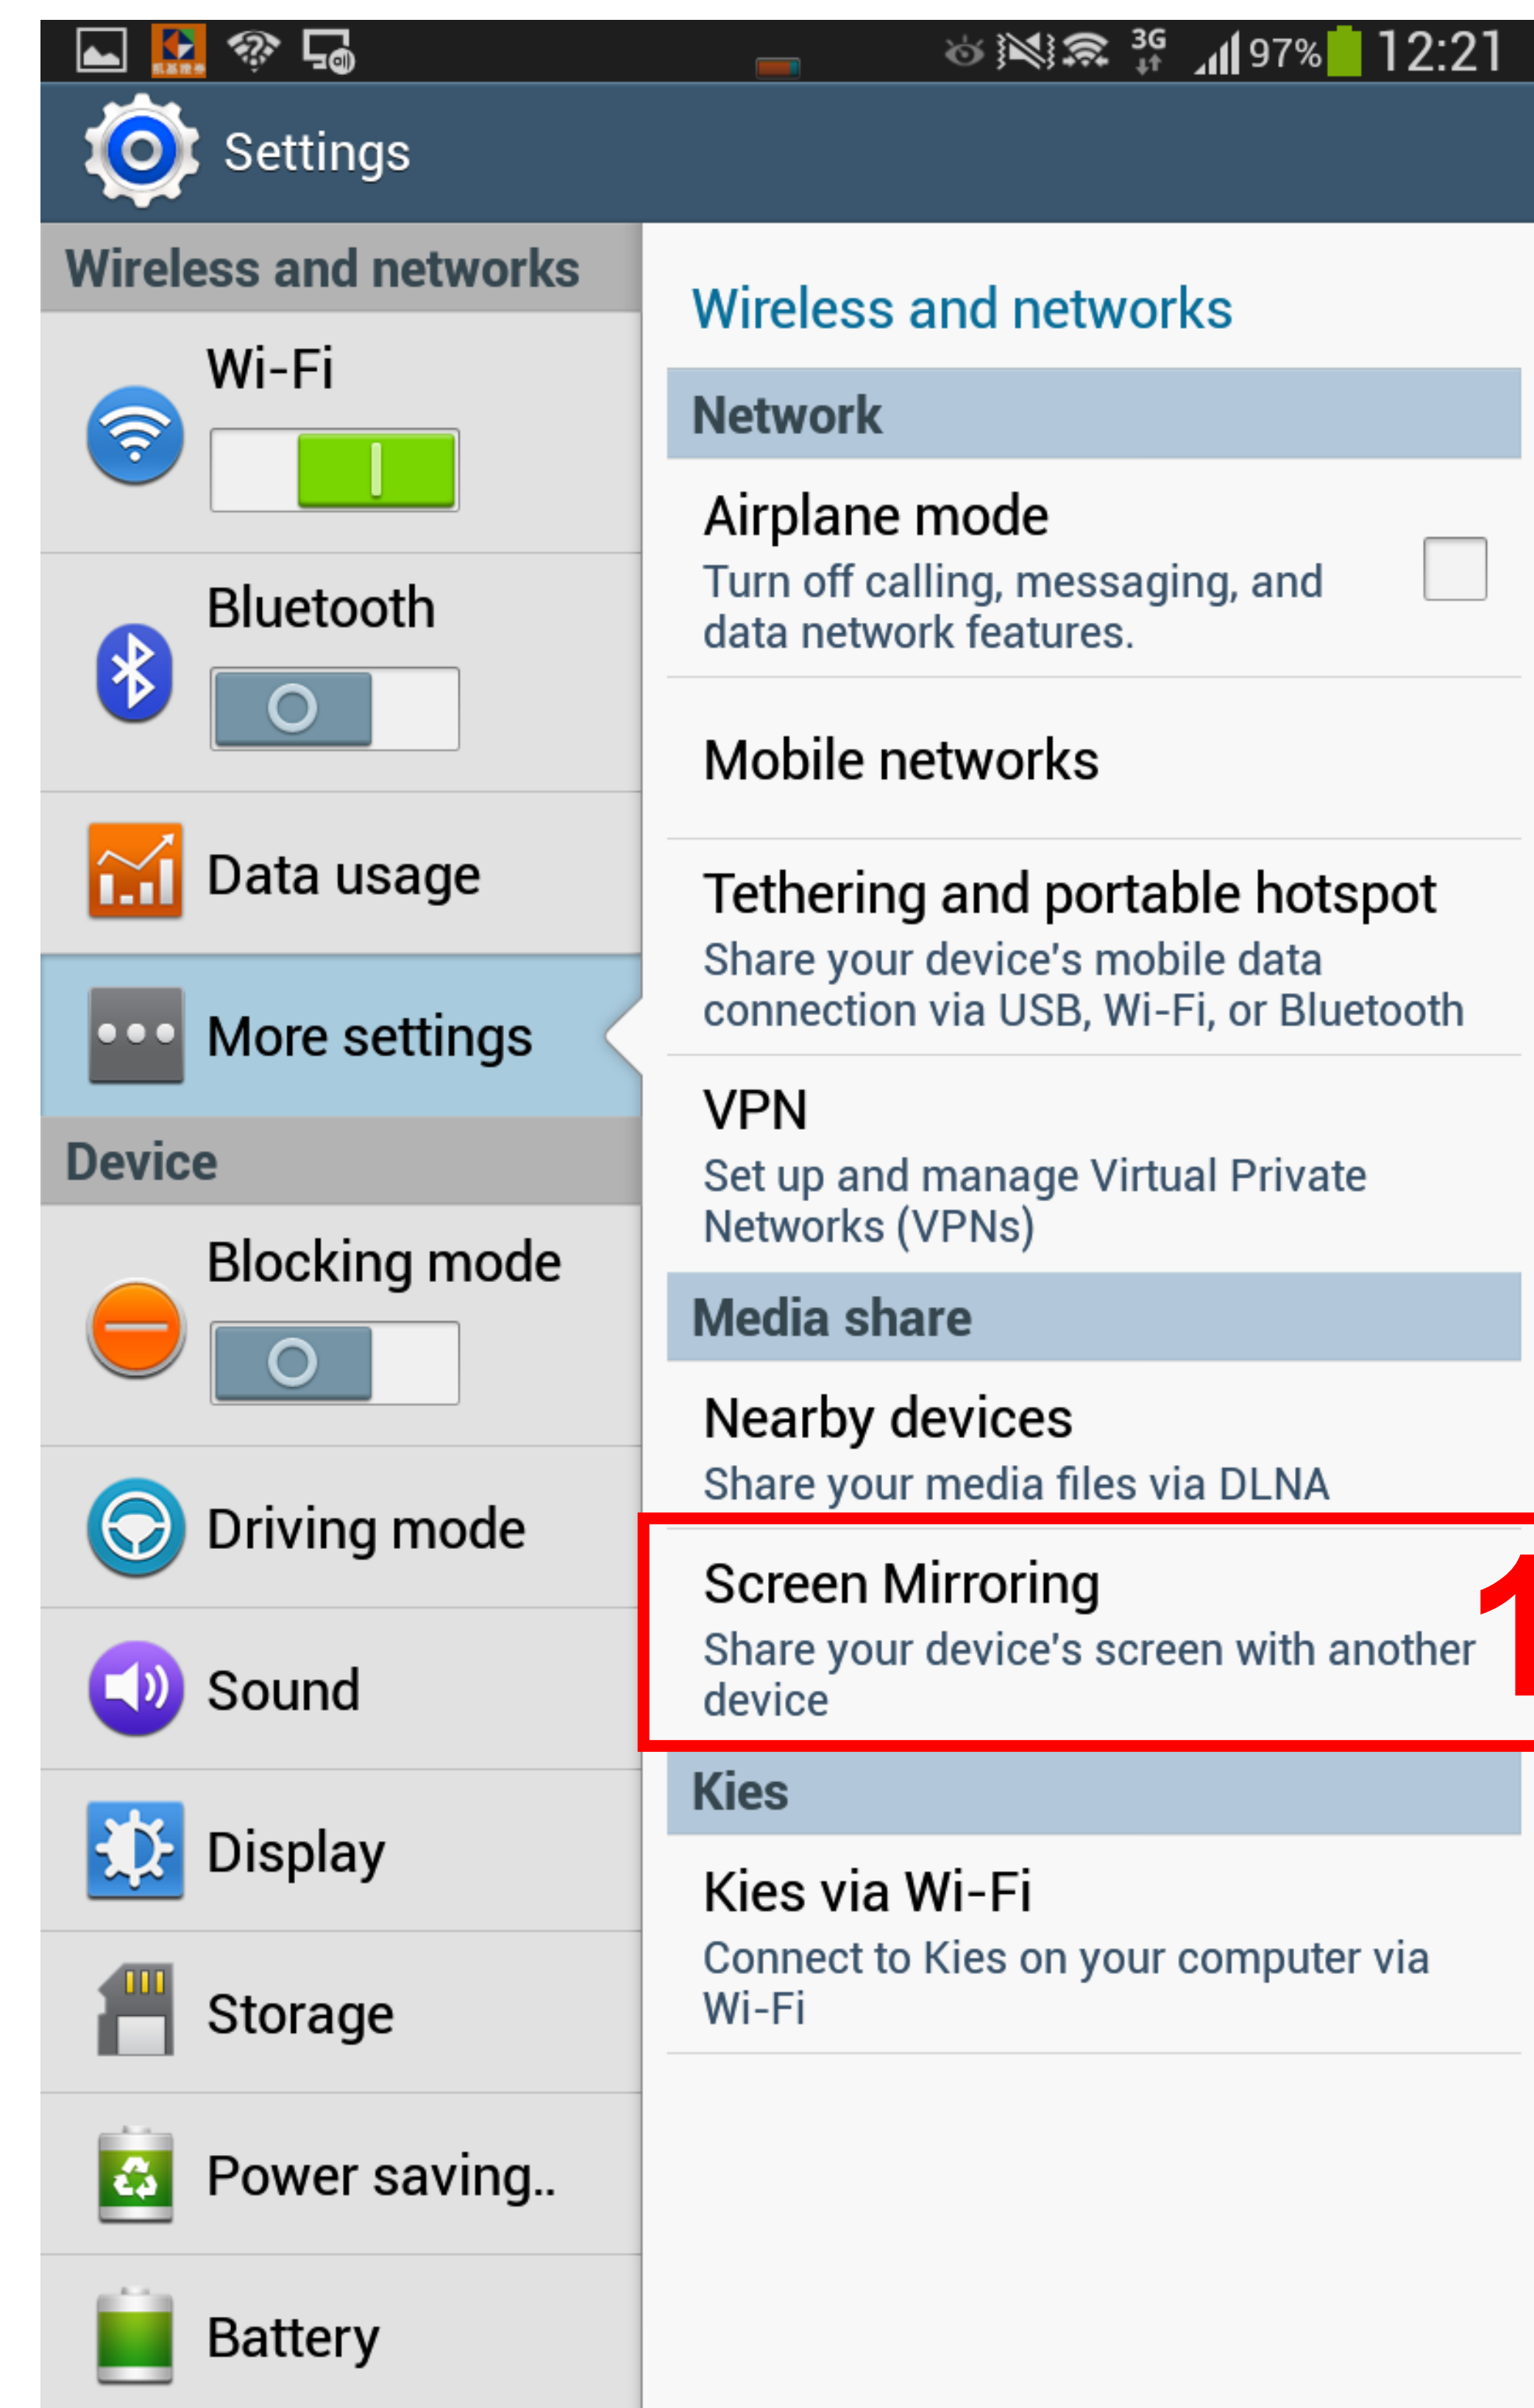 凱基證券
3G
97%
12:21
Settings
Wireless and networks
Wi-Fi
Bluetooth
Data usage
More settings
Device
Blocking mode
Driving mode
Sound
Display
Storage
Power saving..
Battery
Wireless and networks
Network
Airplane mode
Turn off calling, messaging, and
data network features.
Mobile networks
Tethering and portable hotspot
Share your device's mobile data
connection via USB, Wi-Fi, or Bluetooth
VPN
Set up and manage Virtual Private
Networks (VPNs)
Media share
Nearby devices
Share your media files via DLNA
Screen Mirroring
Share your device's screen with another
device
1
Kies
Kies via Wi-Fi
Connect to Kies on your computer via
Wi-Fi